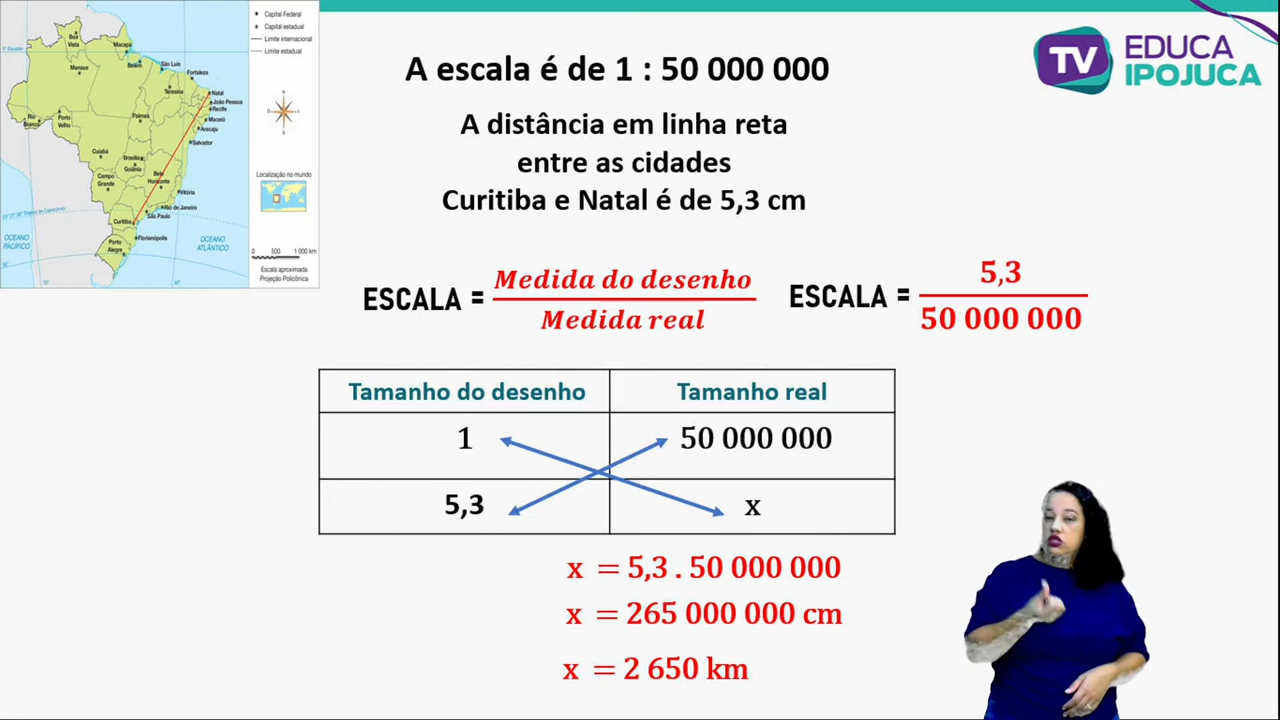 Capital Federal
Capital estadual
Limite internacional
Limite estadual
Boa Vista
Macapá
Belém
São Luís
Fortaleza
Manaus
Teresina
Natal
João Pessoa
Recife
Maceió
Aracaju
Rio Branco
Porto Velho
Palmas
Salvador
Cuiabá
Brasília
Goiânia
Campo Grande
Belo Horizonte
Vitória
Rio de Janeiro
São Paulo
Curitiba
Florianópolis
Porto Alegre
OCEANO PACÍFICO
OCEANO ATLÂNTICO
Localização no mundo
0 500 1 000 km
Escala aproximada
Projeção Policônica
TV EDUCA
IPOJUCA
A escala é de 1 : 50 000 000
A distância em linha reta
entre as cidades
Curitiba e Natal é de 5,3 cm
ESCALA = Medida do desenho / Medida real
ESCALA = 5,3 / 50 000 000
Tamanho do desenho Tamanho real
1 50 000 000
5,3 x
x = 5,3 . 50 000 000
x = 265 000 000 cm
x = 2 650 km